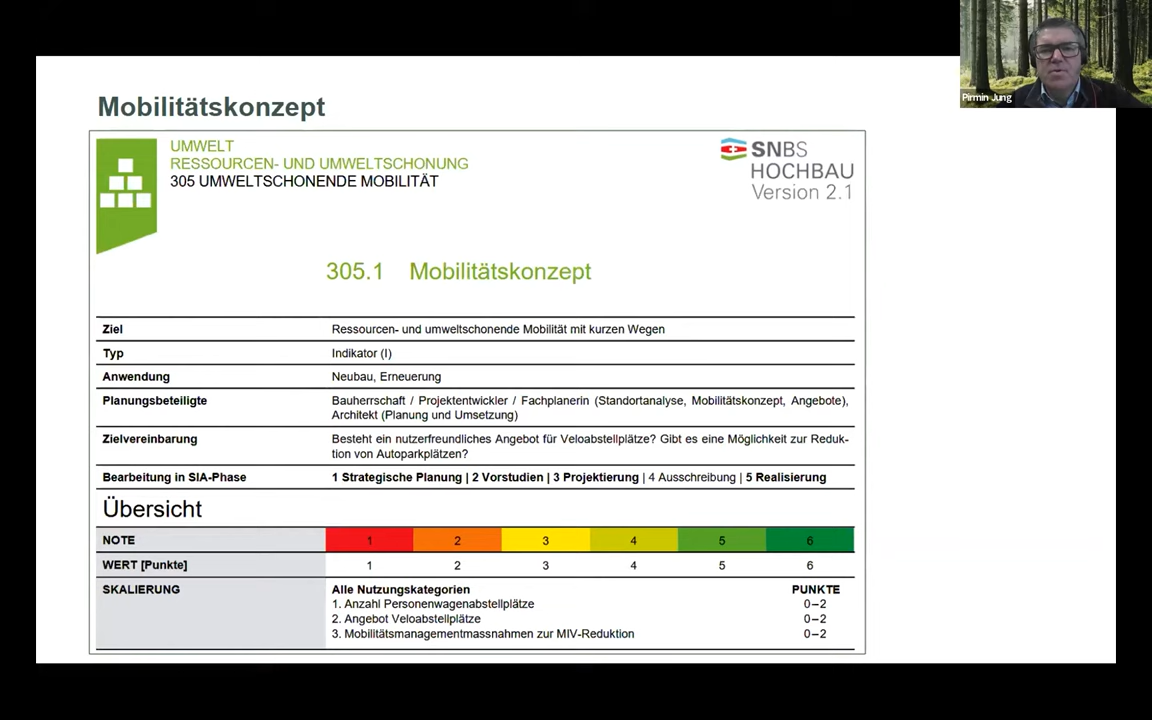 Mobilitätskonzept
Pirmin Jung
UMWELT
RESSOURCEN- UND UMWELTSCHONUNG
305 UMWELTSCHONENDE MOBILITÄT
SNBS
HOCHBAU
Version 2.1
305.1 Mobilitätskonzept
Ziel Ressourcen- und umweltschonende Mobilität mit kurzen Wegen
Typ Indikator (I)
Anwendung Neubau, Erneuerung
Planungsbeteiligte Bauherrschaft / Projektentwickler / Fachplanerin (Standortanalyse, Mobilitätskonzept, Angebote),
Architekt (Planung und Umsetzung)
Zielvereinbarung Besteht ein nutzerfreundliches Angebot für Veloabstellplätze? Gibt es eine Möglichkeit zur Reduk-
tion von Autoparkplätzen?
Bearbeitung in SIA-Phase 1 Strategische Planung | 2 Vorstudien | 3 Projektierung | 4 Ausschreibung | 5 Realisierung
Übersicht
NOTE 1 2 3 4 5 6
WERT [Punkte] 1 2 3 4 5 6
SKALIERUNG Alle Nutzungskategorien PUNKTE
1. Anzahl Personenwagenabstellplätze 0–2
2. Angebot Veloabstellplätze 0–2
3. Mobilitätsmanagementmassnahmen zur MIV-Reduktion 0–2